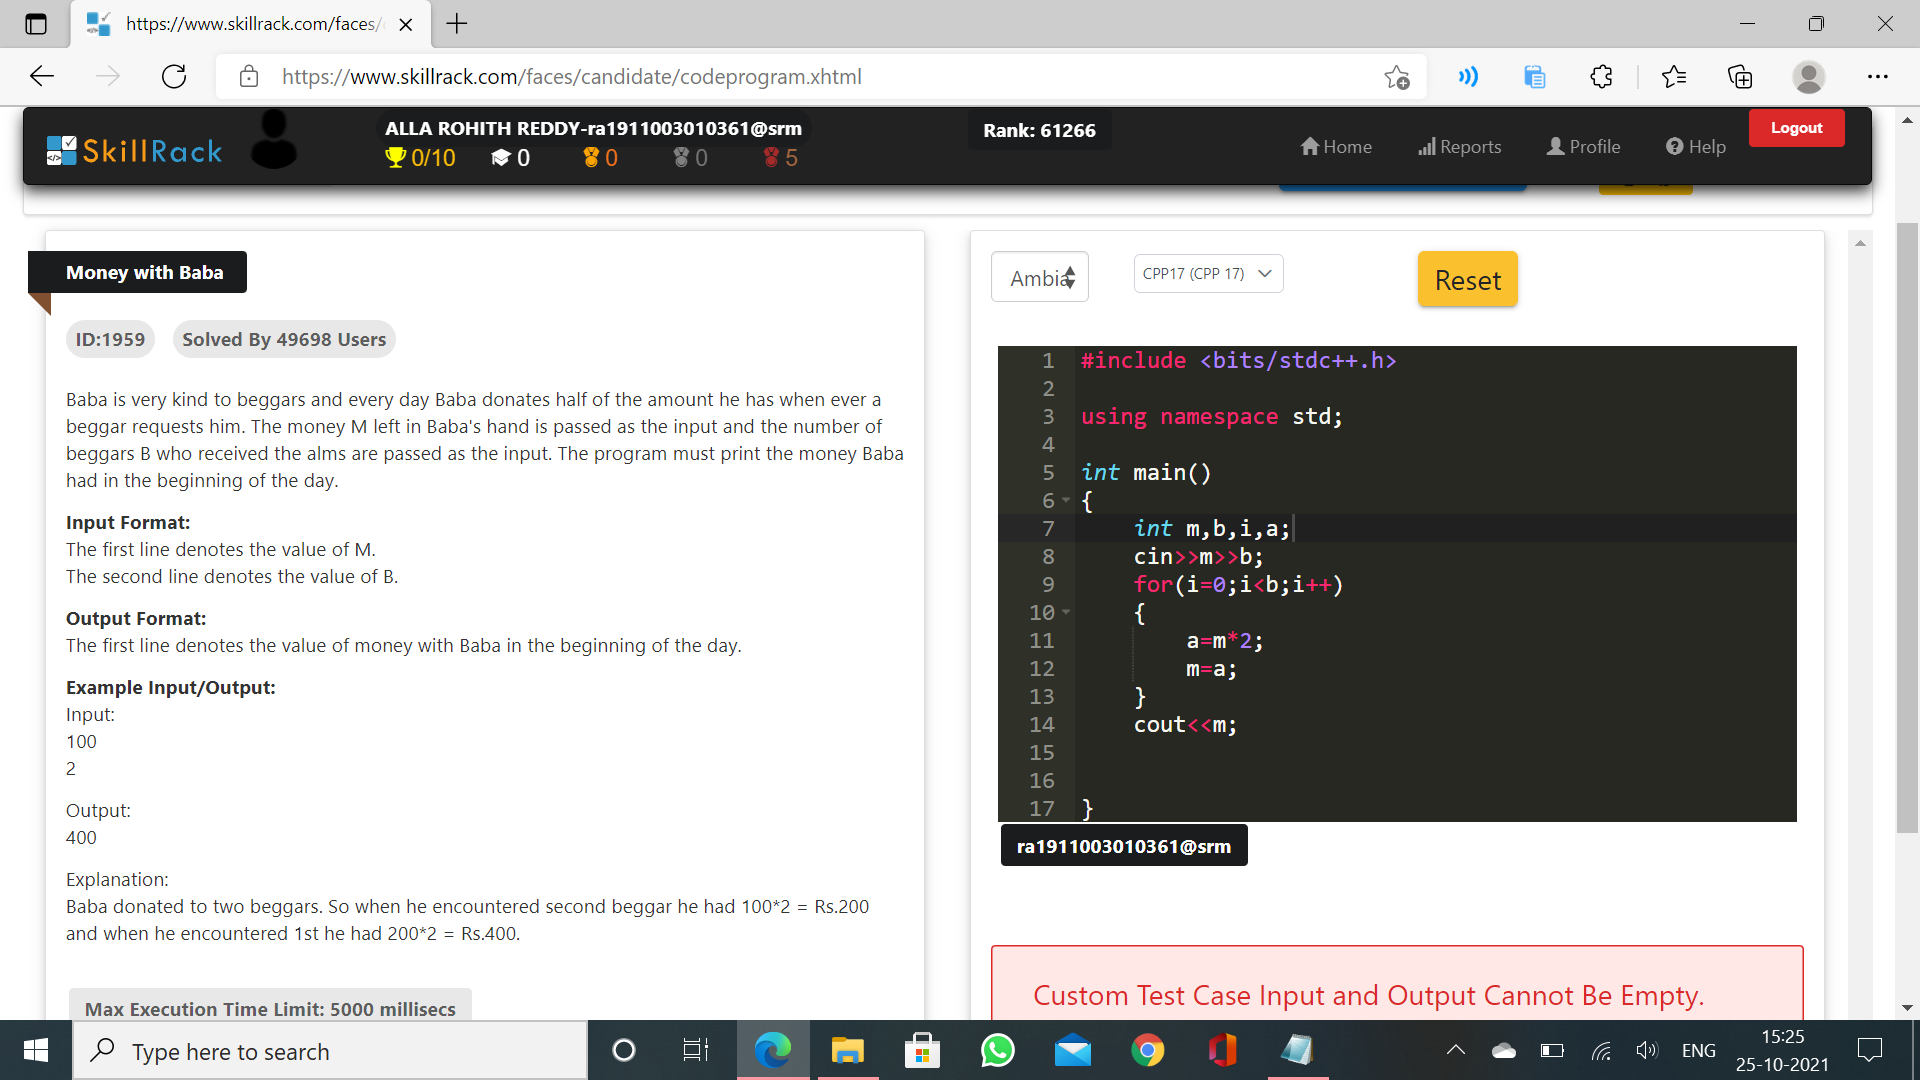 https://www.skillrack.com/faces/
https://www.skillrack.com/faces/candidate/codeprogram.xhtml
SkillRack
ALLA ROHITH REDDY-ra1911003010361@srm
0/10 0 0 0 5
Rank: 61266
Home Reports Profile Help
Logout
Money with Baba
ID:1959 Solved By 49698 Users
Baba is very kind to beggars and every day Baba donates half of the amount he has when ever a
beggar requests him. The money M left in Baba's hand is passed as the input and the number of
beggars B who received the alms are passed as the input. The program must print the money Baba
had in the beginning of the day.
Input Format:
The first line denotes the value of M.
The second line denotes the value of B.
Output Format:
The first line denotes the value of money with Baba in the beginning of the day.
Example Input/Output:
Input:
100
2
Output:
400
Explanation:
Baba donated to two beggars. So when he encountered second beggar he had 100*2 = Rs.200
and when he encountered 1st he had 200*2 = Rs.400.
Max Execution Time Limit: 5000 millisecs
Ambia CPP17 (CPP 17) Reset
1 #include <bits/stdc++.h>
2
3 using namespace std;
4
5 int main()
6 {
7 int m,b,i,a;
8 cin>>m>>b;
9 for(i=0;i<b;i++)
10 {
11 a=m*2;
12 m=a;
13 }
14 cout<<m;
15
16
17 }
ra1911003010361@srm
Custom Test Case Input and Output Cannot Be Empty.
Type here to search
ENG
15:25
25-10-2021